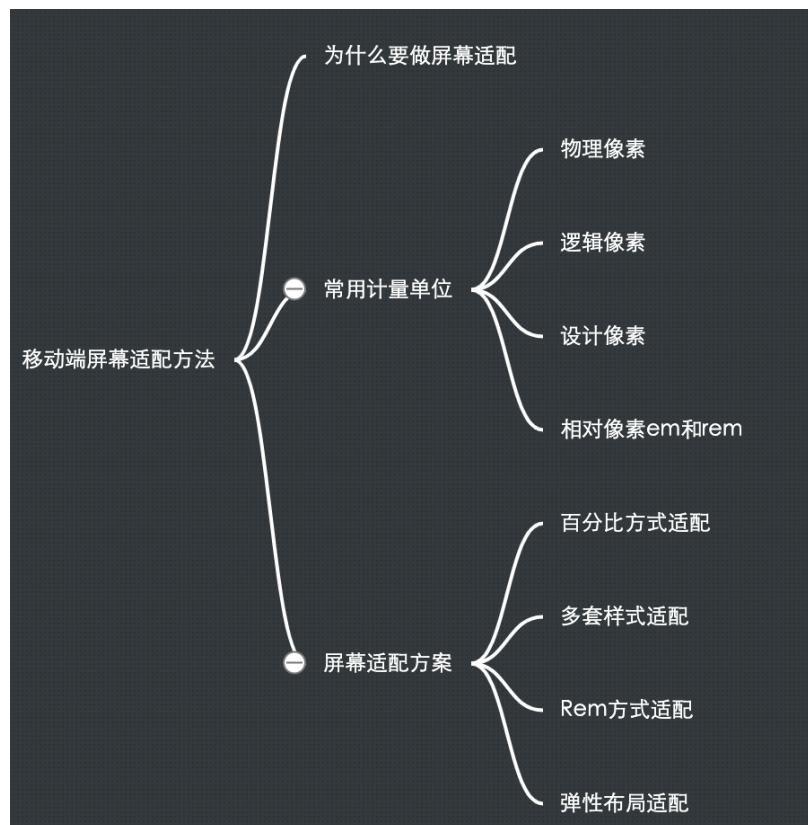 为什么要做屏幕适配
物理像素
逻辑像素
常用计量单位
设计像素
移动端屏幕适配方法
相对像素em和rem
百分比方式适配
多套样式适配
屏幕适配方案
Rem方式适配
弹性布局适配